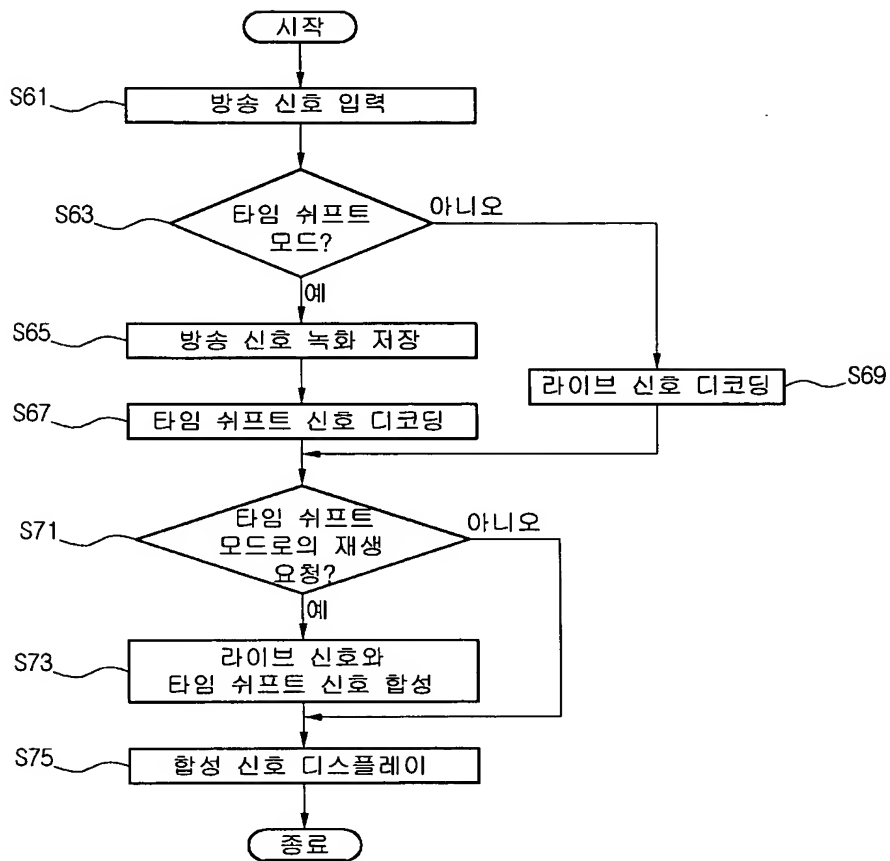 시작
S61
방송 신호 입력
S63
타임 쉬프트
모드?
아니오
예
S65
방송 신호 녹화 저장
S67
타임 쉬프트 신호 디코딩
라이브 신호 디코딩
S69
S71
타임 쉬프트
모드로의 재생
요청?
아니오
예
S73
라이브 신호와
타임 쉬프트 신호 합성
S75
합성 신호 디스플레이
종료